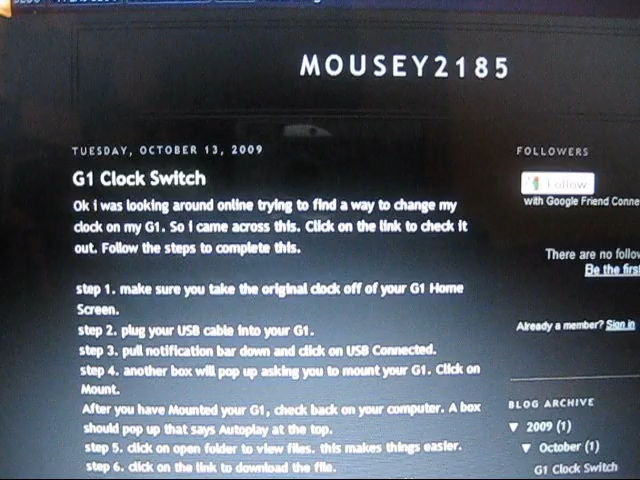 MOUSEY2185
TUESDAY, OCTOBER 13, 2009
G1 Clock Switch
Ok i was looking around online trying to find a way to change my
clock on my G1. So i came across this. Click on the link to check it
out. Follow the steps to complete this.
step 1. make sure you take the original clock off of your G1 Home
Screen.
step 2. plug your USB cable into your G1.
step 3. pull notification bar down and click on USB Connected.
step 4. another box will pop up asking you to mount your G1. Click on
Mount.
After you have Mounted your G1, check back on your computer. A box
should pop up that says Autoplay at the top.
step 5. click on open folder to view files. this makes things easier.
step 6. click on the link to download the file.
FOLLOWERS
Follow
with Google Friend Conne
There are no follow
Be the first
Already a member? Sign in
BLOG ARCHIVE
▼ 2009 (1)
▼ October (1)
G1 Clock Switch